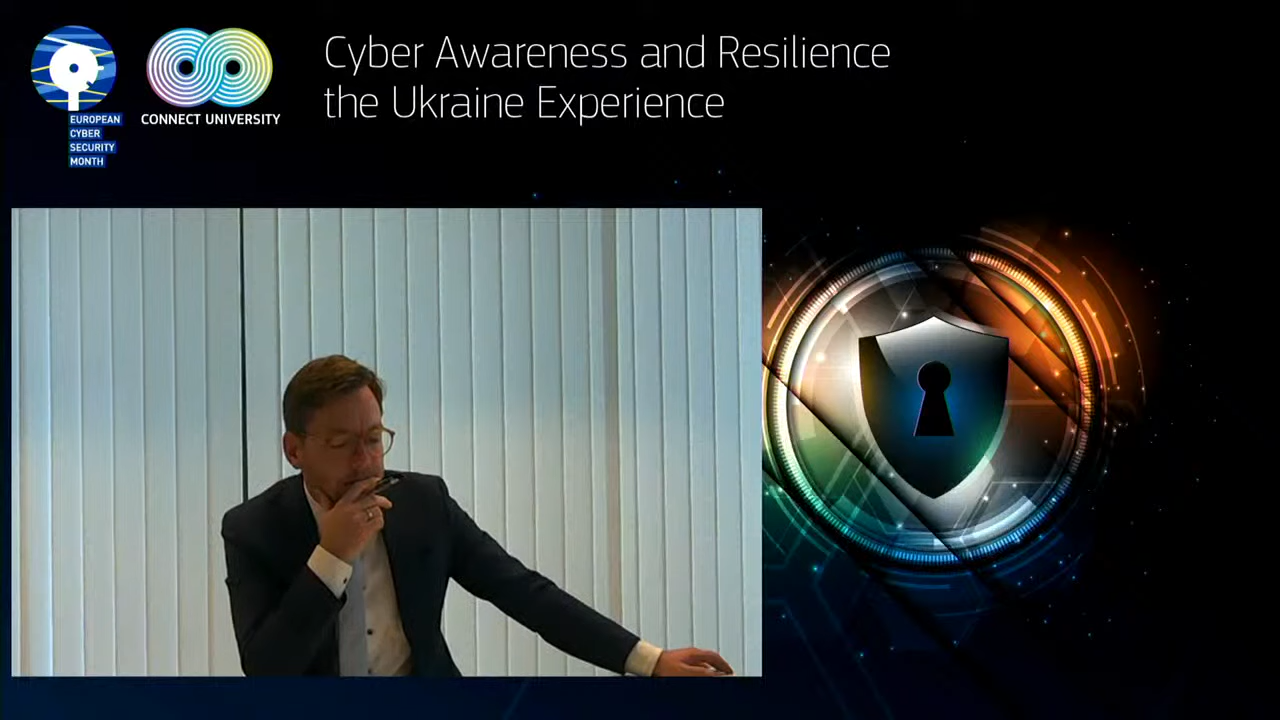 Cyber Awareness and Resilience
the Ukraine Experience
EUROPEAN
CYBER
SECURITY
MONTH
CONNECT UNIVERSITY